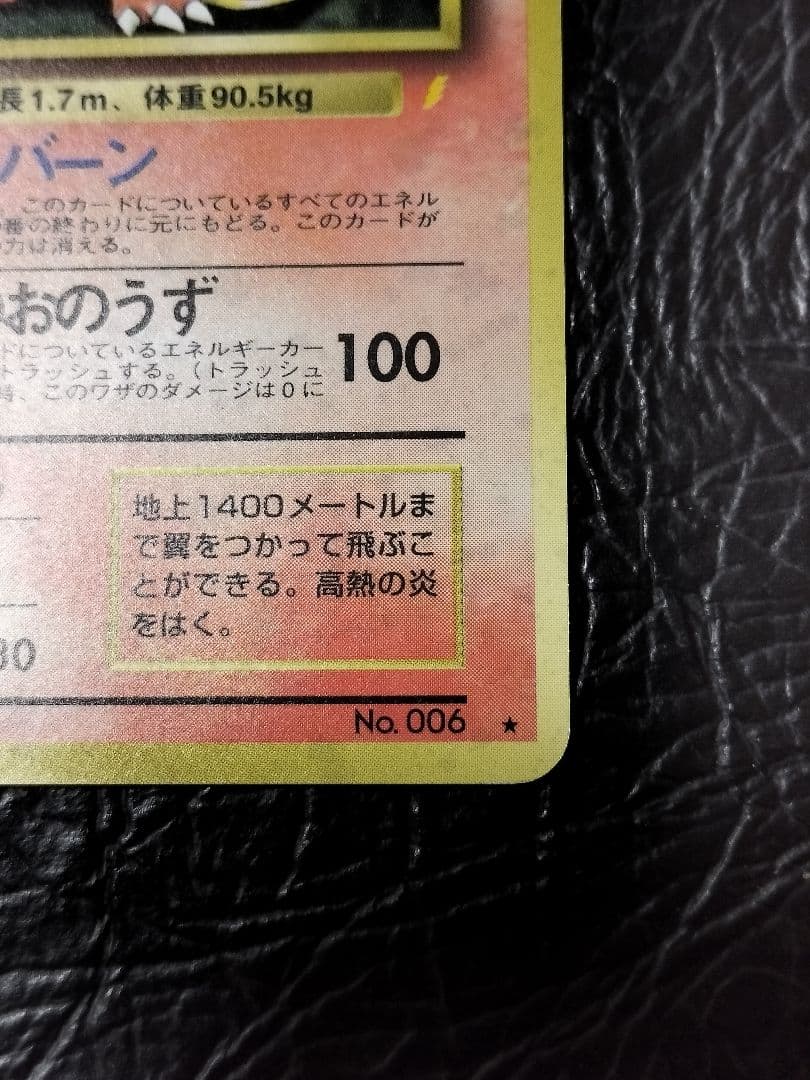 長1.7m、体重90.5kg
バーン
このカードについているすべてのエネル
番の終わりに元にもどる。このカードが
力は消える。
おのうず
ドについているエネルギーカー
トラッシュする。(トラッシュ
時、このワザのダメージは0に
100
地上1400メートルま
で翼をつかって飛ぶこ
とができる。高熱の炎
をはく。
30
No. 006 ★